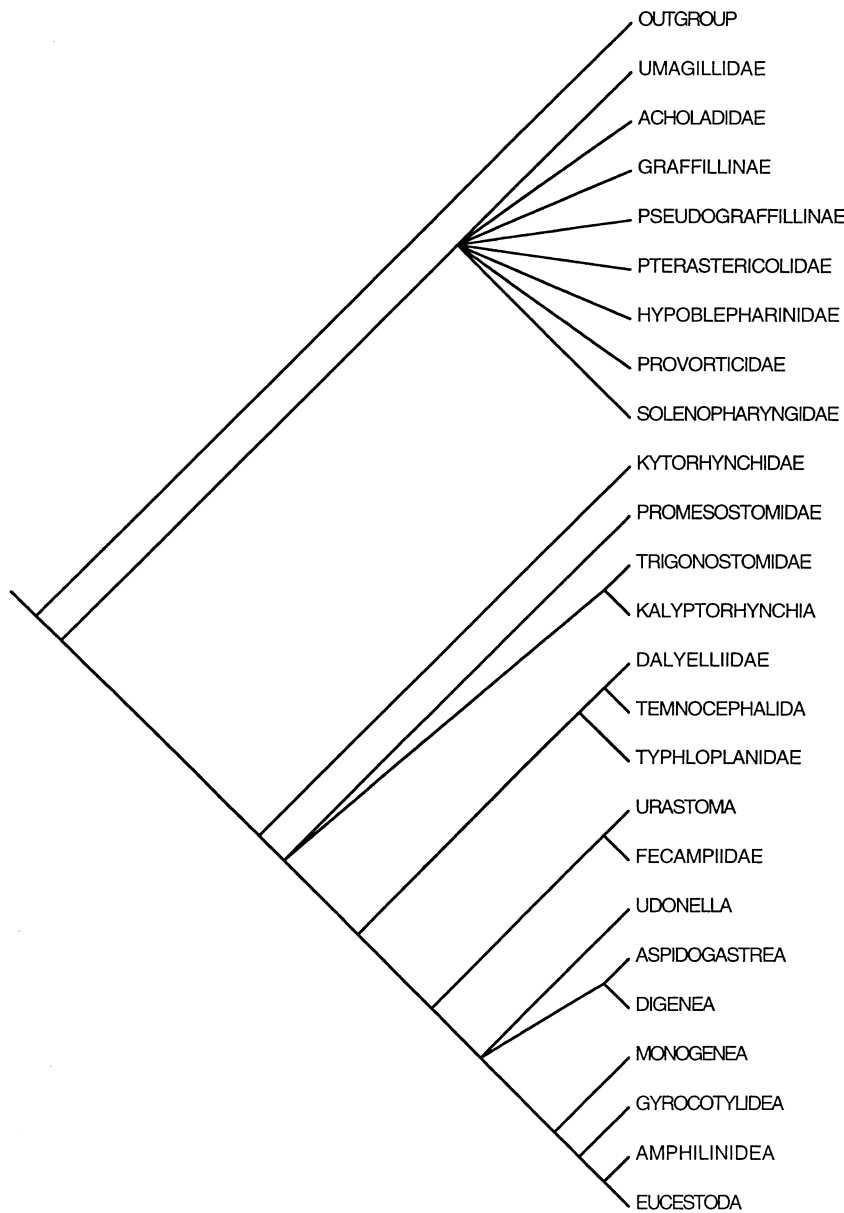 OUTGROUP
UMAGILLIDAE
ACHOLADIDAE
GRAFFILLINAE
PSEUDOGRAFFILLINAE
PTERASTERICOLIDAE
HYPOBLEPHARINIDAE
PROVORTICIDAE
SOLENOPHARYNGIDAE
KYTORHYNCHIDAE
PROMESOSTOMIDAE
TRIGONOSTOMIDAE
KALYPTORHYNCHIA
DALYELLIIDAE
TEMNOCEPHALIDA
TYPHLOPLANIDAE
URASTOMA
FECAMPIIDAE
UDONELLA
ASPIDOGASTREA
DIGENEA
MONOGENEA
GYROCOTYLIDEA
AMPHILINIDEA
EUCESTODA